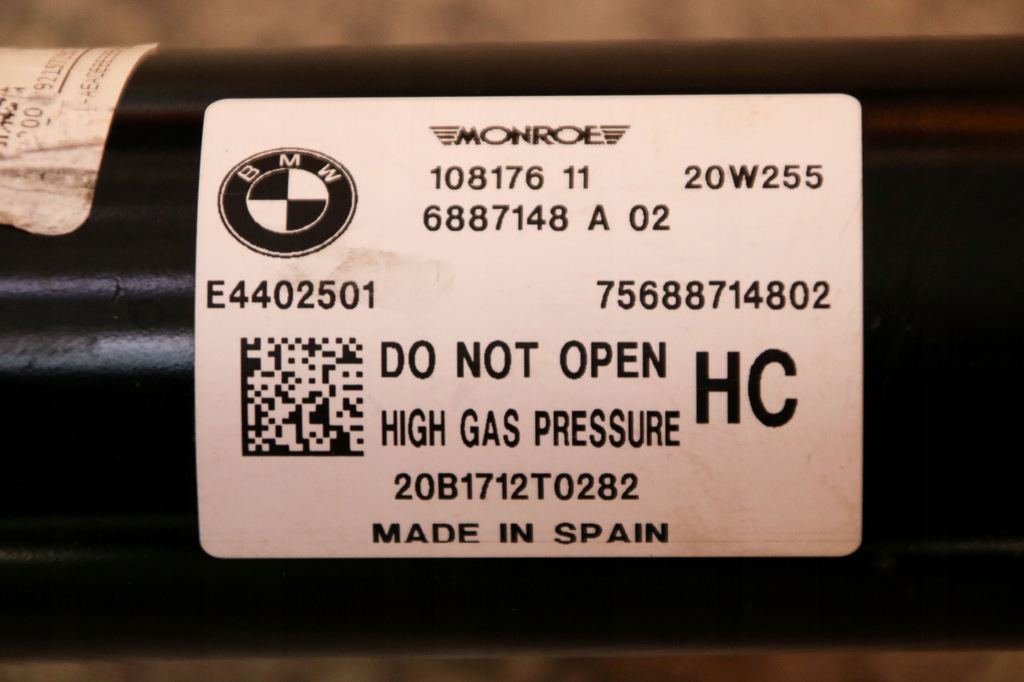 MONROE
BMW
108176 11 20W255
6887148 A 02
E4402501 75688714802
DO NOT OPEN
HC
HIGH GAS PRESSURE
20B1712T0282
MADE IN SPAIN